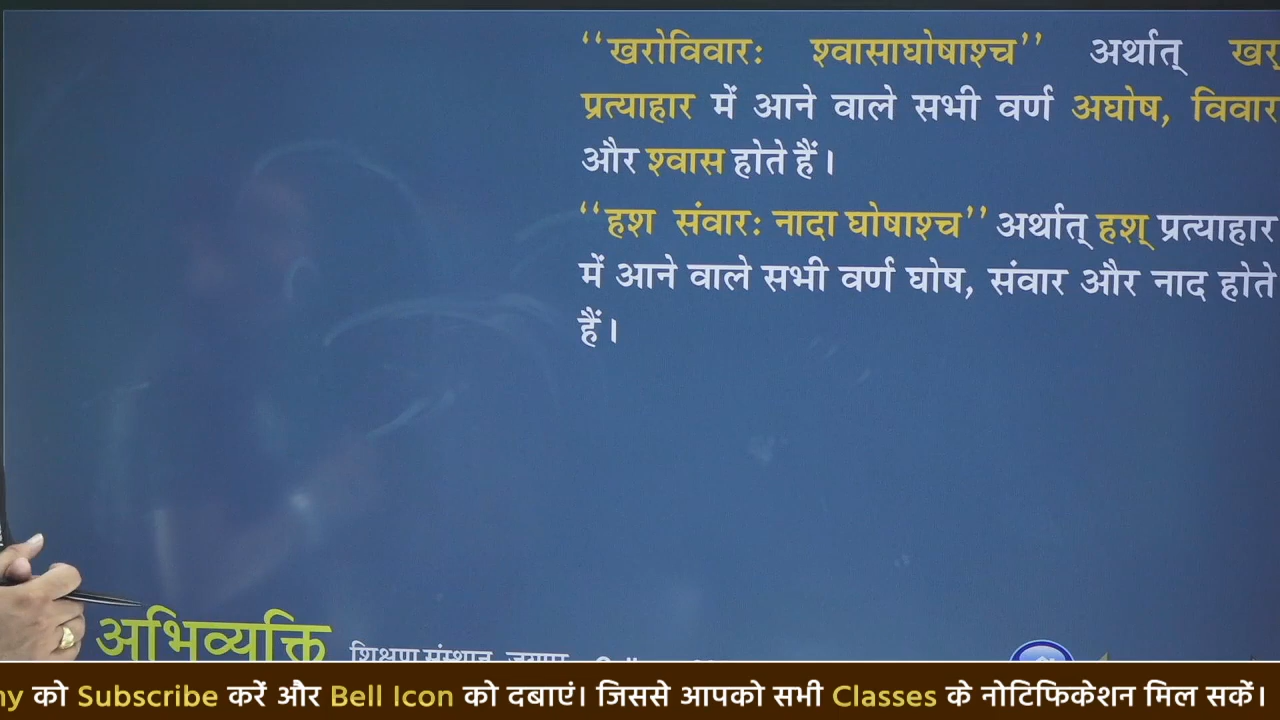 ‘‘खरोविवारः श्वासाघोषाश्च’’ अर्थात् खर्
प्रत्याहार में आने वाले सभी वर्ण अघोष, विवार
और श्वास होते हैं।
‘‘हश संवारः नादा घोषाश्च’’ अर्थात् हश् प्रत्याहार
में आने वाले सभी वर्ण घोष, संवार और नाद होते
हैं।
अभिव्यक्ति
शिक्षण संस्थान
को Subscribe करें और Bell Icon को दबाएं। जिससे आपको सभी Classes के नोटिफिकेशन मिल सकें।